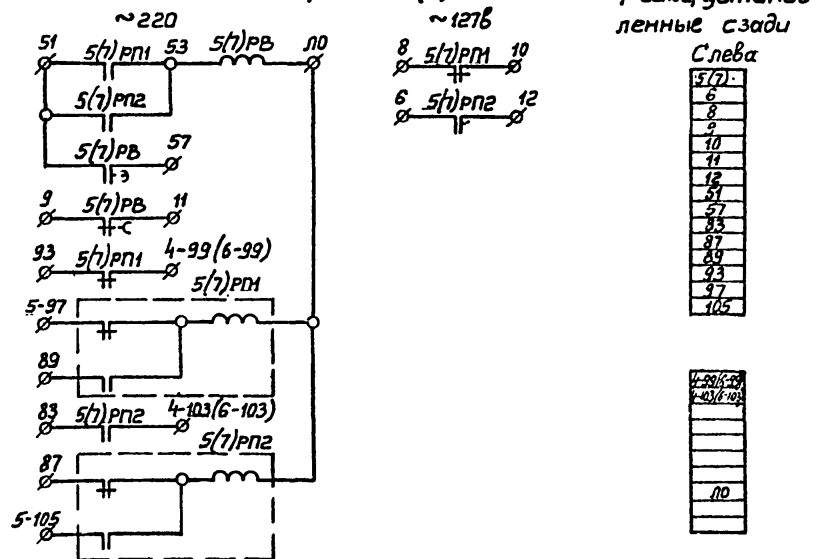 ~220
~127в
ленные сзади
Слева
51
5(7)РП1
53
5(7)РВ
ЛО
5(7)РП2
5(7)РВ
57
Э
9
5(7)РВ
11
С
93
5(7)РП1
4-99(6-99)
5(7)РП1
5-97
89
83
5(7)РП2
4-103(6-103)
5(7)РП2
87
5-105
8
5(7)РП1
10
6
5(7)РП2
12
5(7)
6
8
9
10
11
12
51
57
83
87
89
93
97
105
4-99(6-99)
4-103(6-103)
ЛО